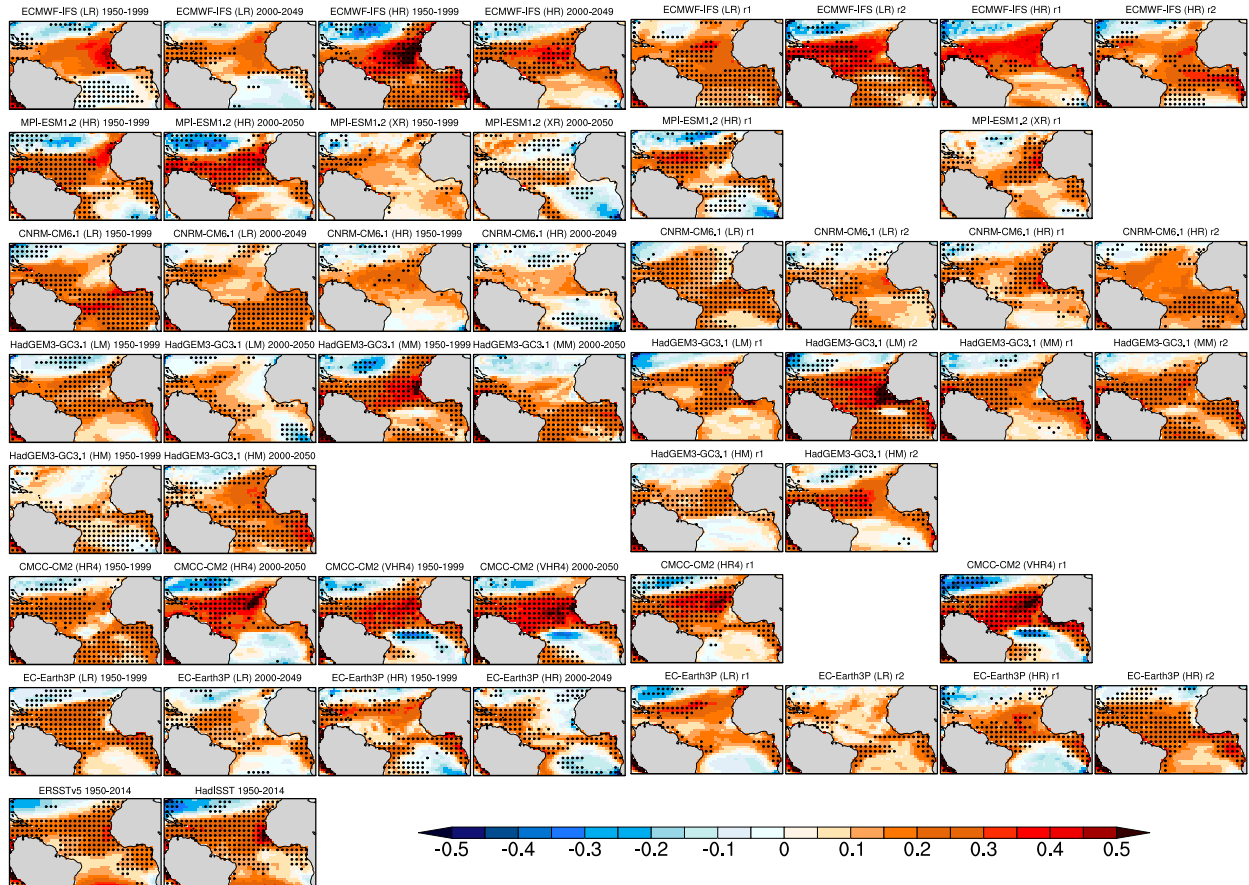 ECMWF-IFS (LR) 1950-1999 ECMWF-IFS (LR) 2000-2049 ECMWF-IFS (HR) 1950-1999 ECMWF-IFS (HR) 2000-2049 ECMWF-IFS (LR) r1 ECMWF-IFS (LR) r2 ECMWF-IFS (HR) r1 ECMWF-IFS (HR) r2
MPI-ESM1.2 (HR) 1950-1999 MPI-ESM1.2 (HR) 2000-2050 MPI-ESM1.2 (XR) 1950-1999 MPI-ESM1.2 (XR) 2000-2050 MPI-ESM1.2 (HR) r1 MPI-ESM1.2 (XR) r1
CNRM-CM6.1 (LR) 1950-1999 CNRM-CM6.1 (LR) 2000-2049 CNRM-CM6.1 (HR) 1950-1999 CNRM-CM6.1 (HR) 2000-2049 CNRM-CM6.1 (LR) r1 CNRM-CM6.1 (LR) r2 CNRM-CM6.1 (HR) r1 CNRM-CM6.1 (HR) r2
HadGEM3-GC3.1 (LM) 1950-1999 HadGEM3-GC3.1 (LM) 2000-2050 HadGEM3-GC3.1 (MM) 1950-1999 HadGEM3-GC3.1 (MM) 2000-2050 HadGEM3-GC3.1 (LM) r1 HadGEM3-GC3.1 (LM) r2 HadGEM3-GC3.1 (MM) r1 HadGEM3-GC3.1 (MM) r2
HadGEM3-GC3.1 (HM) 1950-1999 HadGEM3-GC3.1 (HM) 2000-2050 HadGEM3-GC3.1 (HM) r1 HadGEM3-GC3.1 (HM) r2
CMCC-CM2 (HR4) 1950-1999 CMCC-CM2 (HR4) 2000-2050 CMCC-CM2 (VHR4) 1950-1999 CMCC-CM2 (VHR4) 2000-2050 CMCC-CM2 (HR4) r1 CMCC-CM2 (VHR4) r1
EC-Earth3P (LR) 1950-1999 EC-Earth3P (LR) 2000-2049 EC-Earth3P (HR) 1950-1999 EC-Earth3P (HR) 2000-2049 EC-Earth3P (LR) r1 EC-Earth3P (LR) r2 EC-Earth3P (HR) r1 EC-Earth3P (HR) r2
ERSSTv5 1950-2014 HadISST 1950-2014
-0.5 -0.4 -0.3 -0.2 -0.1 0 0.1 0.2 0.3 0.4 0.5